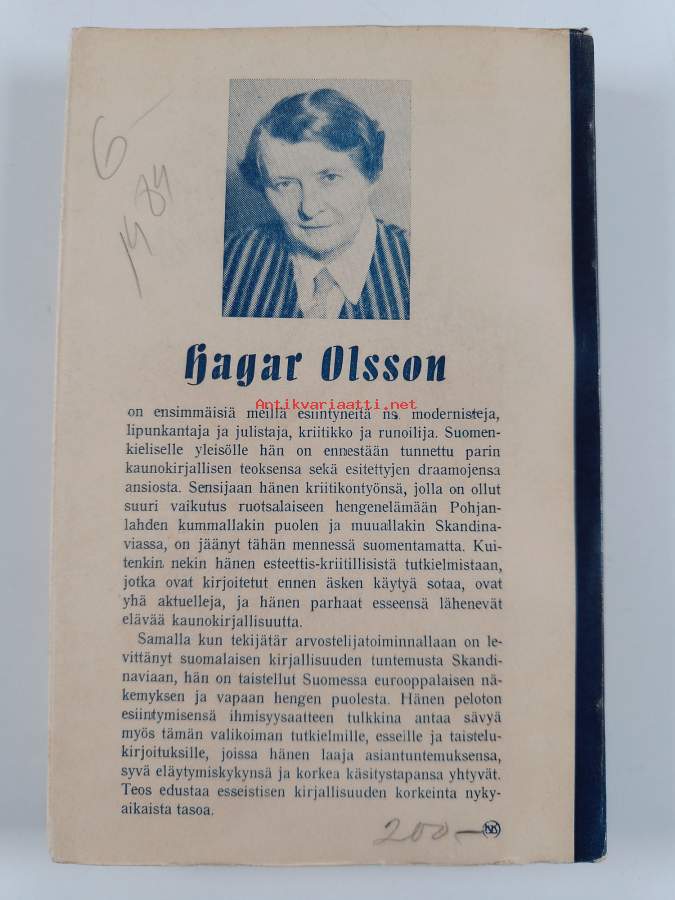 6—
1984
Hagar Olsson
Antikvariaatti.net
on ensimmäisiä meillä esiintyneitä ns. modernisteja,
lipunkantaja ja julistaja, kriitikko ja runoilija. Suomen-
kieliselle yleisölle hän on ennestään tunnettu parin
kaunokirjallisen teoksensa sekä esitettyjen draamojensa
ansiosta. Sensijaan hänen kriitikontyönsä, jolla on ollut
suuri vaikutus ruotsalaiseen hengenelämään Pohjan-
lahden kummallakin puolen ja muuallakin Skandina-
viassa, on jäänyt tähän mennessä suomentamatta. Kui-
tenkin nekin hänen esteettis-kriitillisistä tutkielmistaan,
jotka ovat kirjoitetut ennen äsken käytyä sotaa, ovat
yhä aktuelleja, ja hänen parhaat esseensä lähenevät
elävää kaunokirjallisuutta.
Samalla kun tekijätär arvostelijatoiminnallaan on le-
vittänyt suomalaisen kirjallisuuden tuntemusta Skandi-
naviaan, hän on taistellut Suomessa eurooppalaisen nä-
kemyksen ja vapaan hengen puolesta. Hänen peloton
esiintymisensä ihmisyysaatteen tulkkina antaa sävyä
myös tämän valikoiman tutkielmille, esseille ja taistelu-
kirjoituksille, joissa hänen laaja asiantuntemuksensa,
syvä eläytymiskykynsä ja korkea käsitystapansa yhtyvät.
Teos edustaa esseistisen kirjallisuuden korkeinta nyky-
aikaista tasoa.
200—